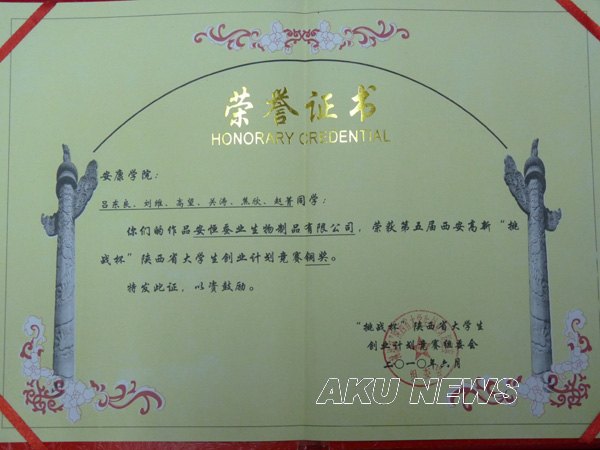 荣誉证书
HONORARY CREDENTIAL
安康学院：
吕东良、刘维、高望、关涛、焦欣、赵菁同学：
你们的作品安恒蚕业生物制品有限公司，荣获第五届西安高新“挑
战杯”陕西省大学生创业计划竞赛铜奖。
特发此证，以资鼓励。
“挑战杯”陕西省大学生
创业计划竞赛组委会
二〇一〇年六月
AKU NEWS